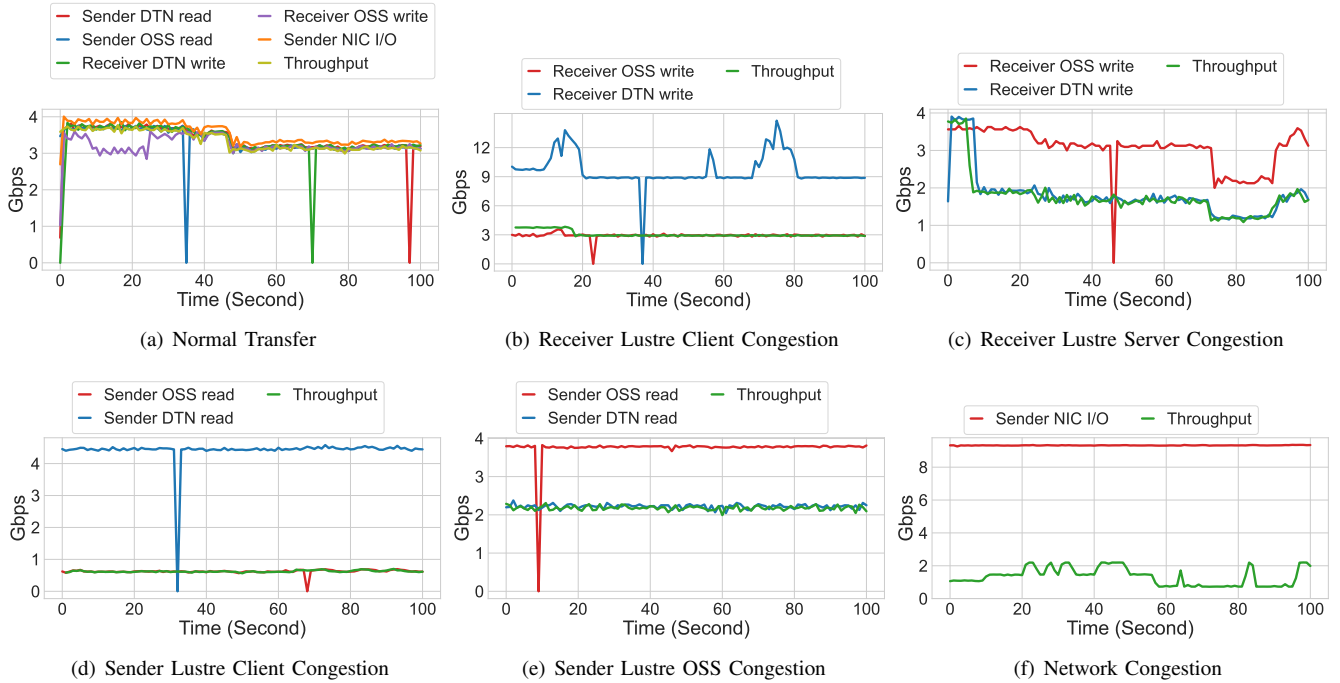 Sender DTN read
Receiver OSS write
Sender OSS read
Sender NIC I/O
Receiver DTN write
Throughput
Gbps
4
3
2
1
0
0 20 40 60 80 100
Time (Second)
(a) Normal Transfer
Receiver OSS write
Throughput
Receiver DTN write
Gbps
12
9
6
3
0
0 20 40 60 80 100
Time (Second)
(b) Receiver Lustre Client Congestion
Receiver OSS write
Throughput
Receiver DTN write
Gbps
4
3
2
1
0
0 20 40 60 80 100
Time (Second)
(c) Receiver Lustre Server Congestion
Sender OSS read
Throughput
Sender DTN read
Gbps
4
3
2
1
0
0 20 40 60 80 100
Time (Second)
(d) Sender Lustre Client Congestion
Sender OSS read
Throughput
Sender DTN read
Gbps
4
3
2
1
0
0 20 40 60 80 100
Time (Second)
(e) Sender Lustre OSS Congestion
Sender NIC I/O
Throughput
Gbps
8
6
4
2
0
0 20 40 60 80 100
Time (Second)
(f) Network Congestion